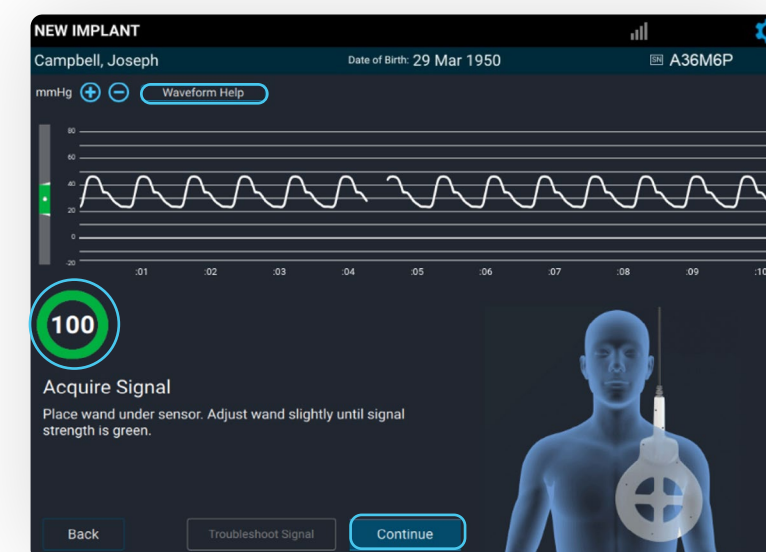 NEW IMPLANT
Campbell, Joseph Date of Birth: 29 Mar 1950 SN A36M6P
mmHg + - Waveform Help
80
60
40
20
0
-20
:01 :02 :03 :04 :05 :06 :07 :08 :09 :10
100
Acquire Signal
Place wand under sensor. Adjust wand slightly until signal
strength is green.
Back Troubleshoot Signal Continue